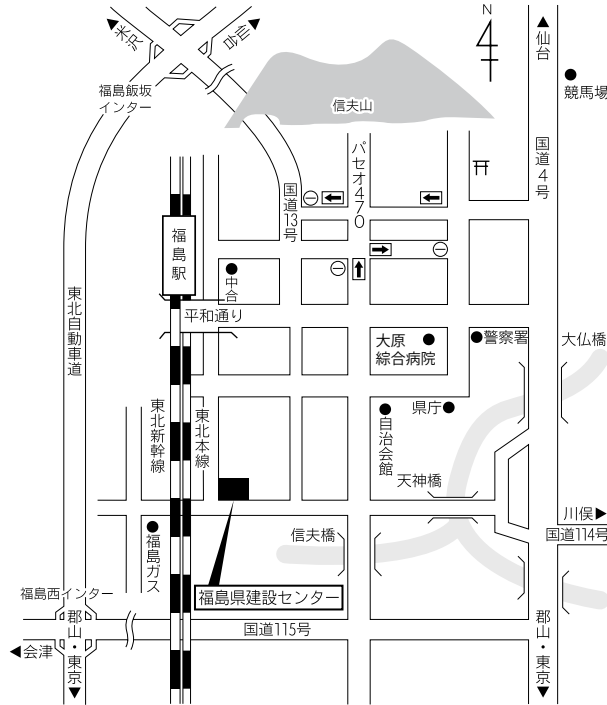 N
米沢
仙台
▲仙台
競馬場
福島飯坂
インター
信夫山
パセオ470
国道4号
国道13号
福島駅
中合
平和通り
東北自動車道
大原
綜合病院
警察署
大仏橋
東北新幹線
東北本線
自治会館
県庁
天神橋
川俣▶
国道114号
福島ガス
信夫橋
福島西インター
福島県建設センター
国道115号
郡山・東京▼
◀会津
郡山・東京▼